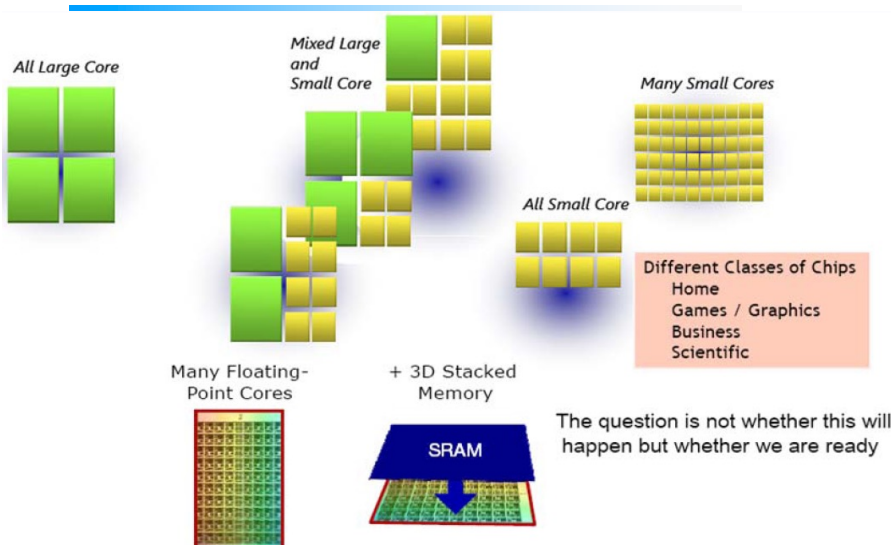 All Large Core
Mixed Large
and
Small Core
Many Small Cores
All Small Core
Different Classes of Chips
Home
Games / Graphics
Business
Scientific
Many Floating-
Point Cores
+ 3D Stacked
Memory
SRAM
The question is not whether this will
happen but whether we are ready